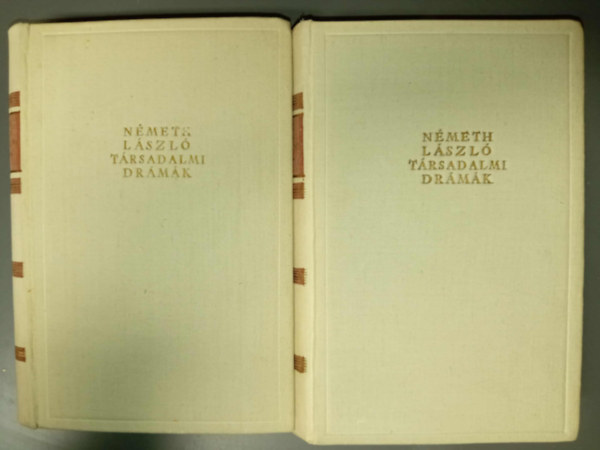 NÉMETH
LÁSZLÓ
TÁRSADALMI
DRÁMÁK
NÉMETH
LÁSZLÓ
TÁRSADALMI
DRÁMÁK